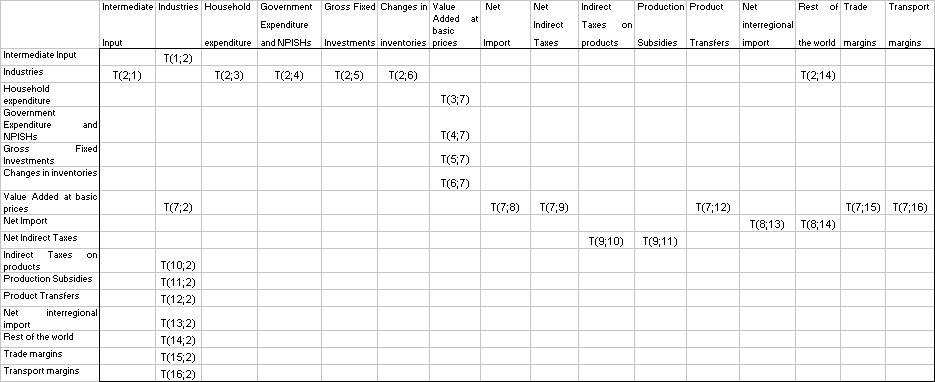 Intermediate Industries Household Government Gross Fixed Changes in Value Net Net Indirect Production Product Net Rest of Trade Transport
Added at Indirect Taxes on interregional
Expenditure basic
Input expenditure and NPISHs Investments inventories prices Import Taxes products Subsidies Transfers import the world margins margins
Intermediate Input T(1;2)
Industries T(2;1) T(2;3) T(2;4) T(2;5) T(2;6) T(2;14)
Household
expenditure T(3;7)
Government
Expenditure and
NPISHs T(4;7)
Gross Fixed
Investments T(5;7)
Changes in inventories T(6;7)
Value Added at basic
prices T(7;2) T(7;8) T(7;9) T(7;12) T(7;15) T(7;16)
Net Import T(8;13) T(8;14)
Net Indirect Taxes T(9;10) T(9;11)
Indirect Taxes on
products T(10;2)
Production Subsidies T(11;2)
Product Transfers T(12;2)
Net interregional
import T(13;2)
Rest of the world T(14;2)
Trade margins T(15;2)
Transport margins T(16;2)